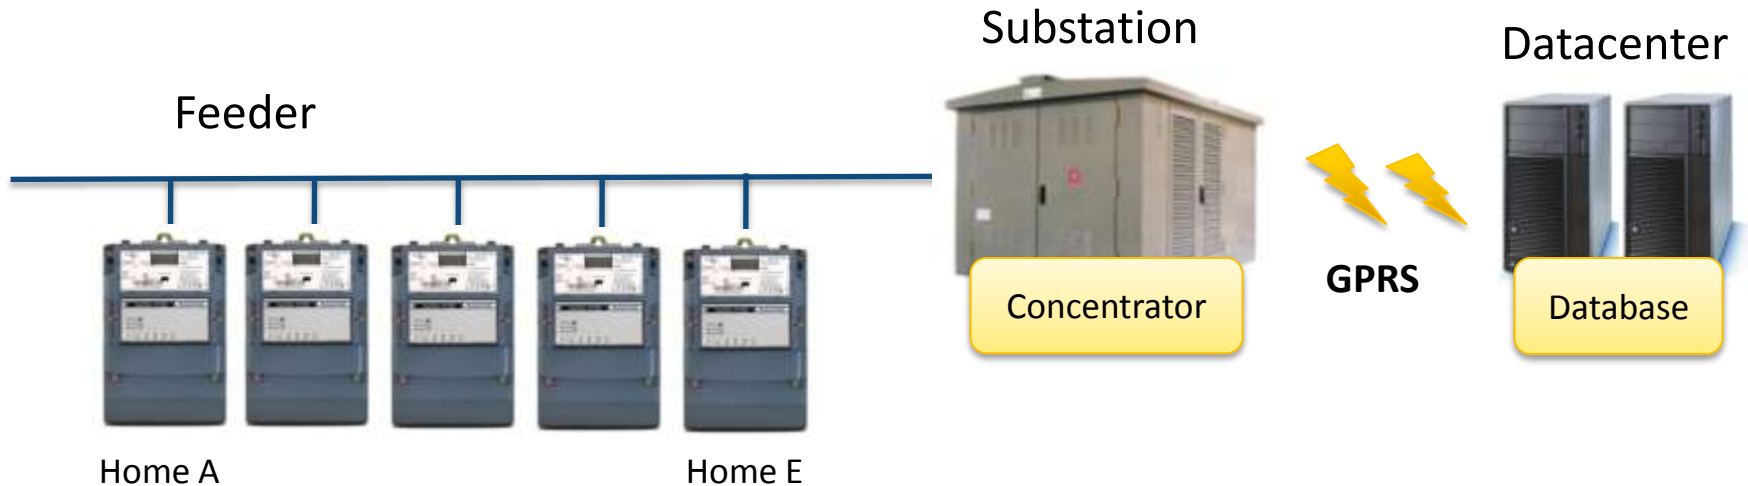 Substation
Datacenter
Feeder
GPRS
Concentrator
Database
Home A
Home E